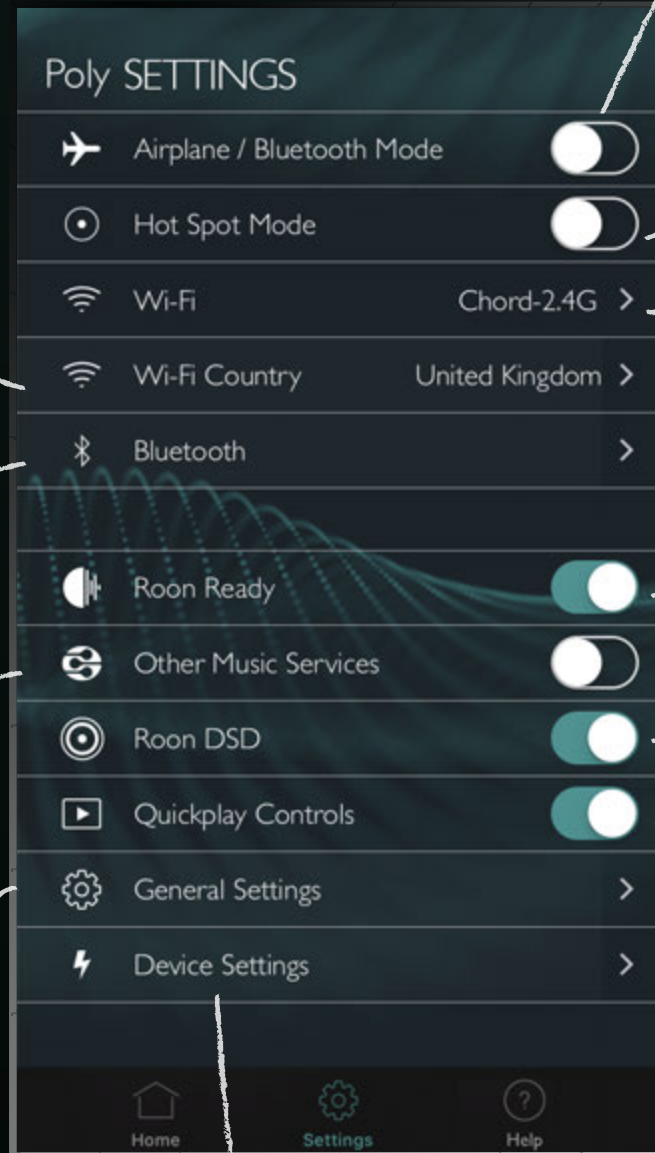 Poly SETTINGS
Airplane / Bluetooth Mode
Hot Spot Mode
Wi-Fi Chord-2.4G >
Wi-Fi Country United Kingdom >
Bluetooth >
Roon Ready
Other Music Services
Roon DSD
Quickplay Controls
General Settings >
Device Settings >
Home Settings ? Help